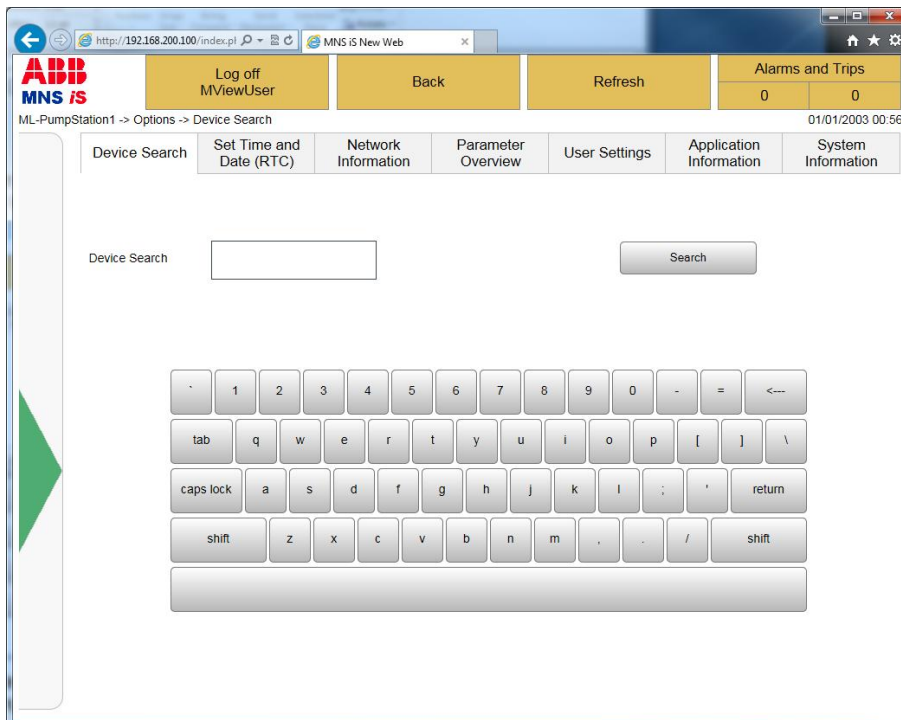 http://192.168.200.100/index.pl
MNS iS New Web
ABB
MNS iS
Log off
MViewUser
Back
Refresh
Alarms and Trips
0 0
ML-PumpStation1 -> Options -> Device Search
01/01/2003 00:56
Device Search
Set Time and
Date (RTC)
Network
Information
Parameter
Overview
User Settings
Application
Information
System
Information
Device Search
Search
` 1 2 3 4 5 6 7 8 9 0 - = <---
tab q w e r t y u i o p [ ] \
caps lock a s d f g h j k l ; ' return
shift z x c v b n m , . / shift